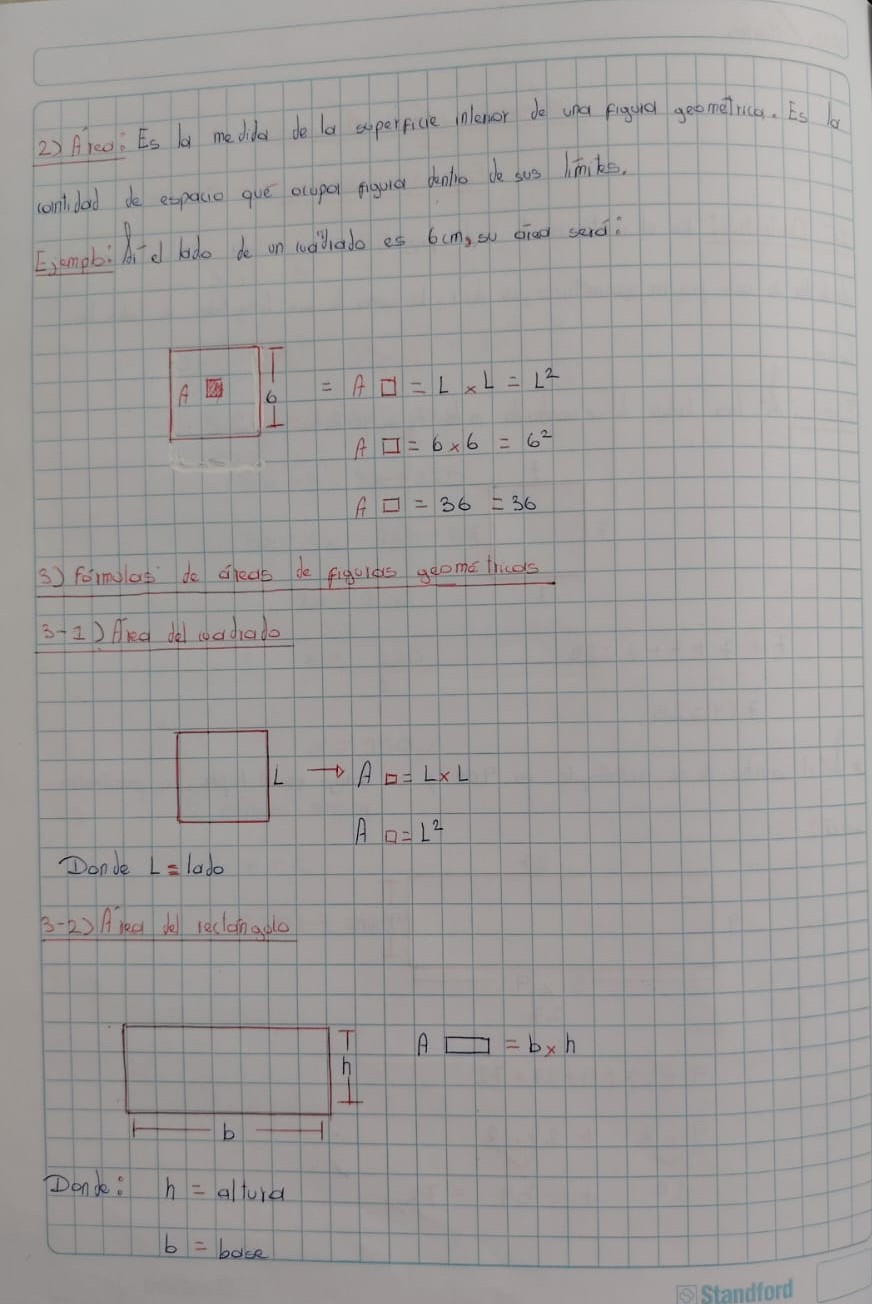 2) Área: Es la medida de la superficie interior de una figura geométrica. Es la
cantidad de espacio que ocupa figura dentro de sus límites.
Ejemplo: Si el lado de un cuadrado es 6cm, su área será:
A 6 = A □ = L x L = L²
A □ = 6 x 6 = 6²
A □ = 36 = 36
3) Fórmulas de áreas de figuras geométricas
3-1) Área del cuadrado
L → A □ = L x L
A □ = L²
Donde L = lado
3-2) Área del rectángulo
h A ▭ = b x h
b
Donde: h = altura
b = base
Standford